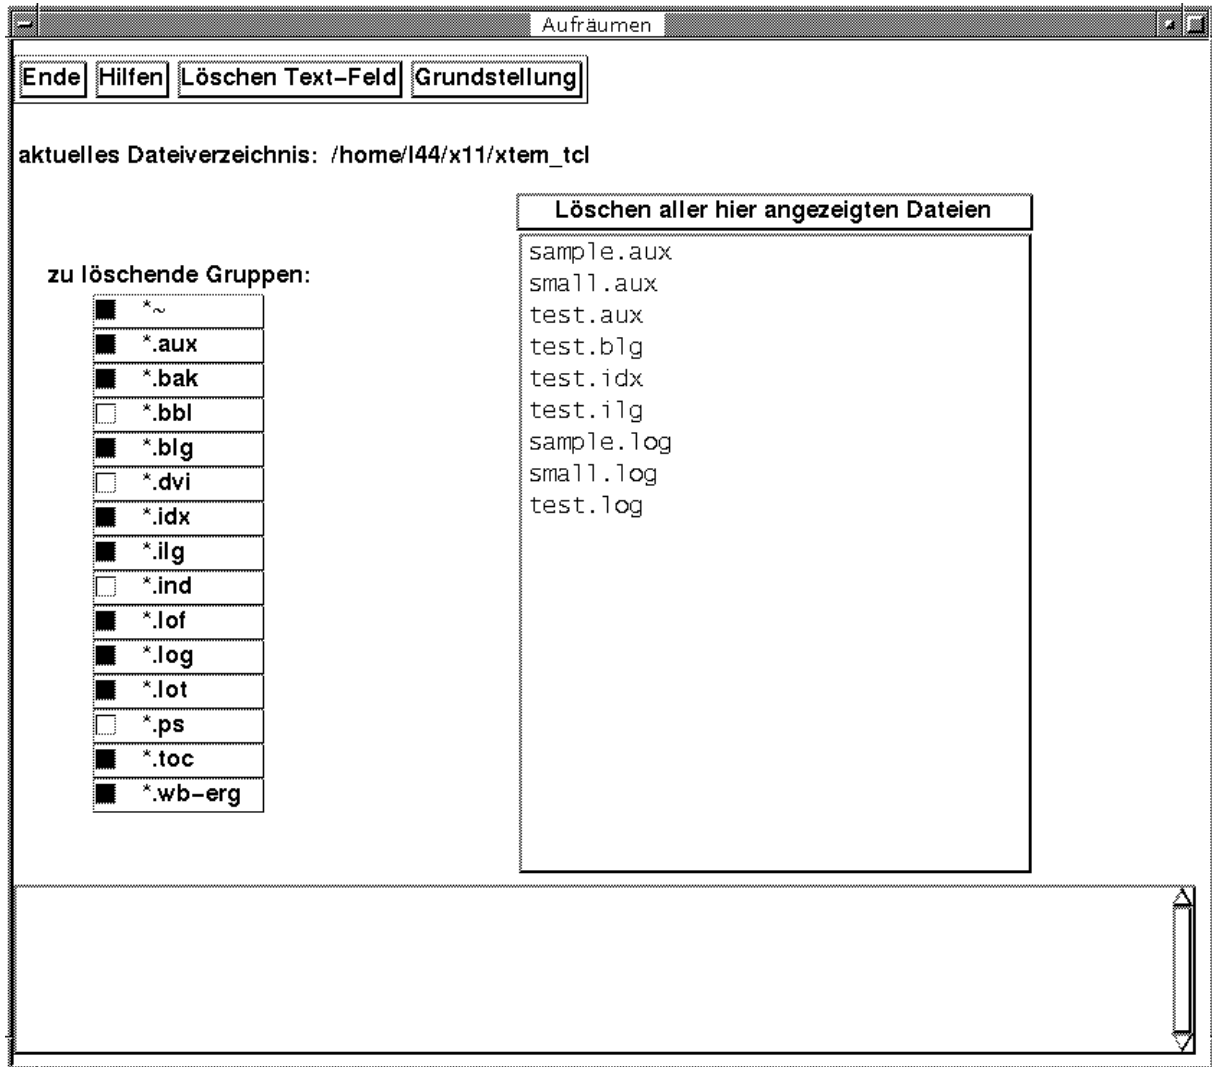 Aufräumen
Ende Hilfen Löschen Text-Feld Grundstellung
aktuelles Dateiverzeichnis: /home/l44/x11/xtem_tcl
Löschen aller hier angezeigten Dateien
zu löschende Gruppen:
*~
*.aux
*.bak
*.bbl
*.blg
*.dvi
*.idx
*.ilg
*.ind
*.lof
*.log
*.lot
*.ps
*.toc
*.wb-erg
sample.aux
small.aux
test.aux
test.blg
test.idx
test.ilg
sample.log
small.log
test.log